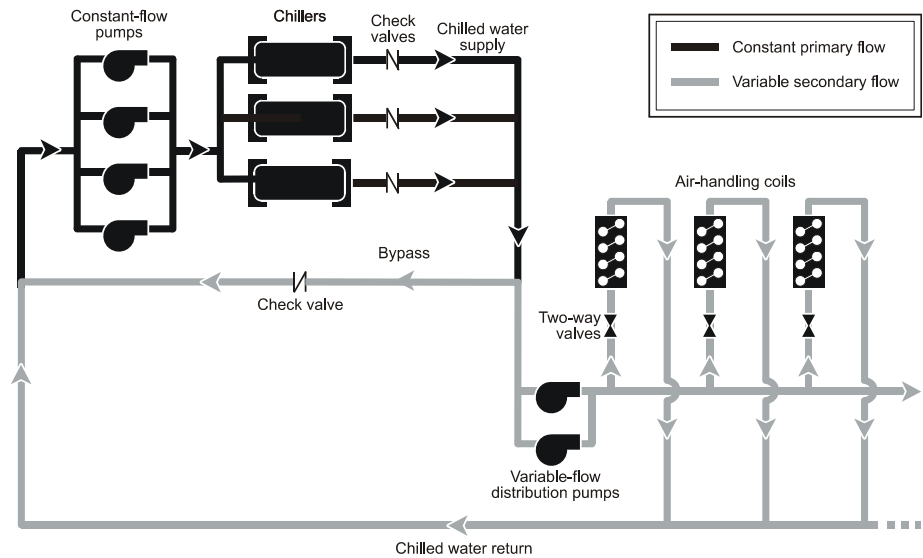 Constant-flow
pumps
Chillers
Check
valves
Chilled water
supply
Constant primary flow
Variable secondary flow
Air-handling coils
Bypass
Check valve
Two-way
valves
Variable-flow
distribution pumps
Chilled water return